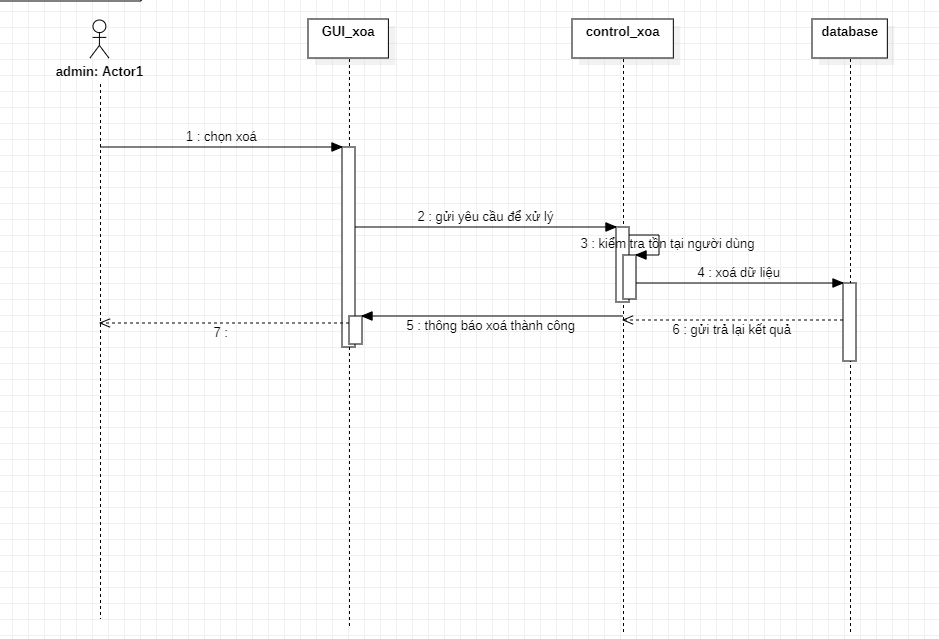 GUI_xoa
control_xoa
database
admin: Actor1
1 : chọn xoá
2 : gửi yêu cầu để xử lý
3 : kiểm tra tồn tại người dùng
4 : xoá dữ liệu
5 : thông báo xoá thành công
6 : gửi trả lại kết quả
7 :